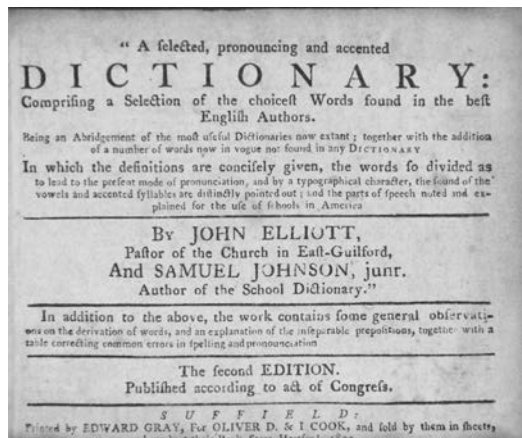 “ A ſelected, pronouncing and accented
DICTIONARY:
Compriſing a Selection of the choiceſt Words found in the beſt
Engliſh Authors.
Being an Abridgement of the moſt uſeful Dictionaries now extant; together with the addition
of a number of words now in vogue not found in any DICTIONARY
In which the definitions are conciſely given, the words ſo divided as
to lead to the preſent mode of pronunciation, and by a typographical character, the ſound of the
vowels and accented ſyllables are diſtinctly pointed out; and the parts of ſpeech noted and ex-
plained for the uſe of ſchools in America
By JOHN ELLIOTT,
Paſtor of the Church in Eaſt-Guilford,
And SAMUEL JOHNSON, junr.
Author of the School Dictionary.”
In addition to the above, the work contains ſome general obſervati-
ons on the derivation of words, and an explanation of the inſeparable prepoſitions, together with a
table correcting common errors in ſpelling and pronounciation
The ſecond EDITION.
Publiſhed according to act of Congreſs.
SUFFIELD:
Printed by EDWARD GRAY, For OLIVER D. & I COOK, and ſold by them in ſheets,